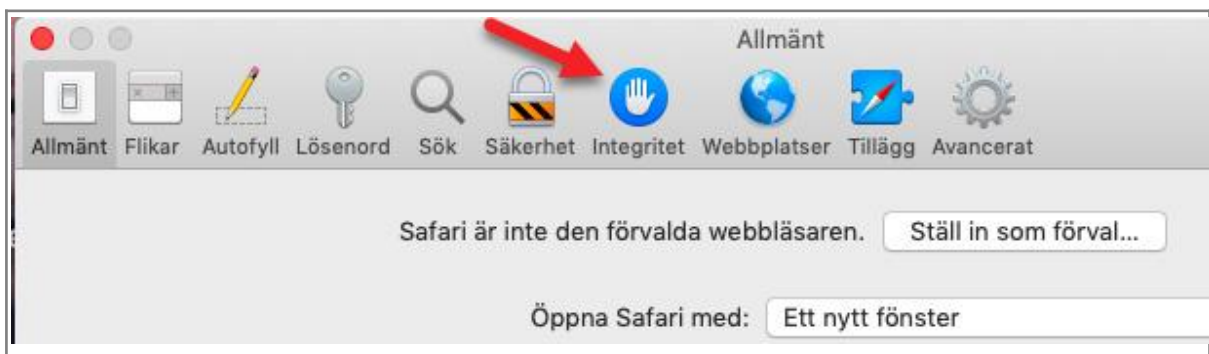 Allmänt
Allmänt Flikar Autofyll Lösenord Sök Säkerhet Integritet Webbplatser Tillägg Avancerat
Safari är inte den förvalda webbläsaren. Ställ in som förval...
Öppna Safari med: Ett nytt fönster